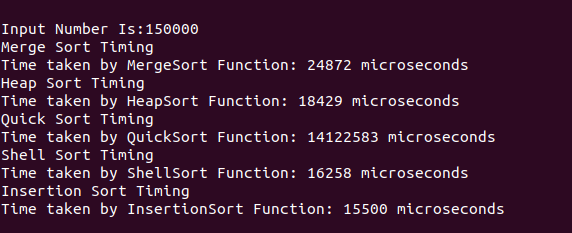 Input Number Is:150000
Merge Sort Timing
Time taken by MergeSort Function: 24872 microseconds
Heap Sort Timing
Time taken by HeapSort Function: 18429 microseconds
Quick Sort Timing
Time taken by QuickSort Function: 14122583 microseconds
Shell Sort Timing
Time taken by ShellSort Function: 16258 microseconds
Insertion Sort Timing
Time taken by InsertionSort Function: 15500 microseconds